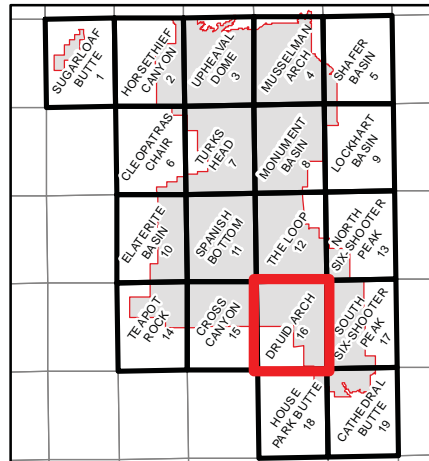 SUGARLOAF
BUTTE
1
HORSETHIEF
CANYON
2
UPHEAVAL
DOME
3
MUSSELMAN
ARCH
4
SHAFER
BASIN
5
CLEOPATRAS
CHAIR
6
TURKS
HEAD
7
MONUMENT
BASIN
8
LOCKHART
BASIN
9
ELATERITE
BASIN
10
SPANISH
BOTTOM
11
THE LOOP
12
NORTH
SIX-SHOOTER
PEAK
13
TEAPOT
ROCK
14
CROSS
CANYON
15
DRUID ARCH
16
SOUTH
SIX-SHOOTER
PEAK
17
HOUSE
PARK BUTTE
18
CATHEDRAL
BUTTE
19